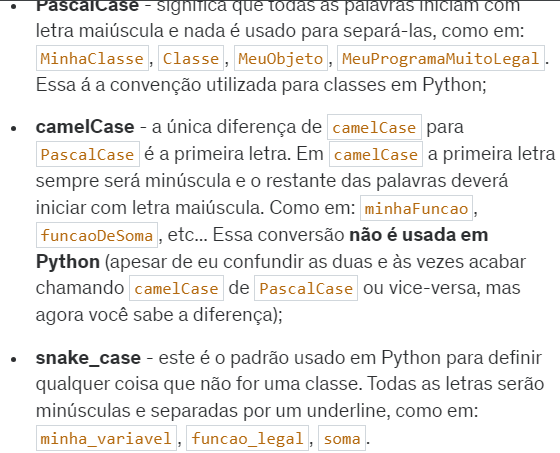 PascalCase - significa que todas as palavras iniciam com
letra maiúscula e nada é usado para separá-las, como em:
MinhaClasse, Classe, MeuObjeto, MeuProgramaMuitoLegal.
Essa á a convenção utilizada para classes em Python;
camelCase - a única diferença de camelCase para
PascalCase é a primeira letra. Em camelCase a primeira letra
sempre será minúscula e o restante das palavras deverá
iniciar com letra maiúscula. Como em: minhaFuncao,
funcaoDeSoma, etc... Essa conversão não é usada em
Python (apesar de eu confundir as duas e às vezes acabar
chamando camelCase de PascalCase ou vice-versa, mas
agora você sabe a diferença);
snake_case - este é o padrão usado em Python para definir
qualquer coisa que não for uma classe. Todas as letras serão
minúsculas e separadas por um underline, como em:
minha_variavel, funcao_legal, soma.